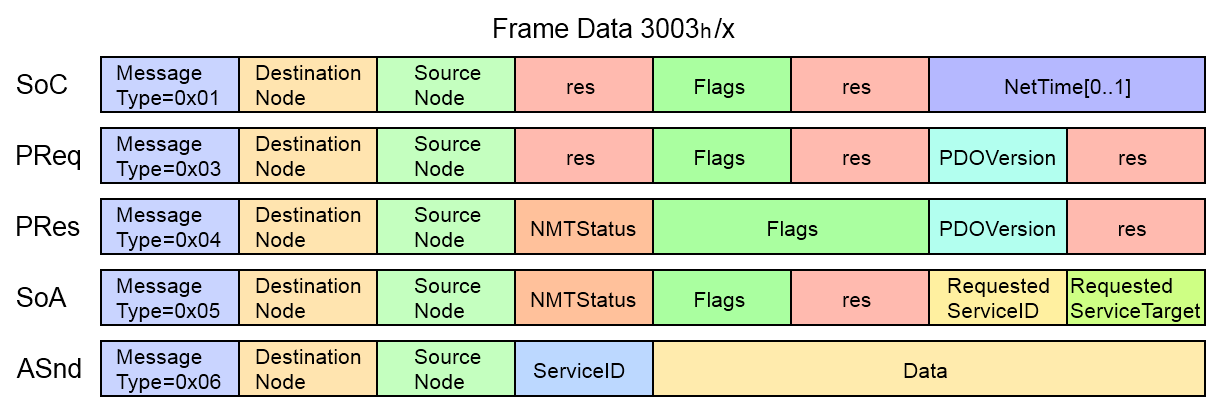 Frame Data 3003h/x
SoC
Message
Type=0x01
Destination
Node
Source
Node
res
Flags
res
NetTime[0..1]
PReq
Message
Type=0x03
Destination
Node
Source
Node
res
Flags
res
PDOVersion
res
PRes
Message
Type=0x04
Destination
Node
Source
Node
NMTStatus
Flags
PDOVersion
res
SoA
Message
Type=0x05
Destination
Node
Source
Node
NMTStatus
Flags
res
Requested
ServiceID
Requested
ServiceTarget
ASnd
Message
Type=0x06
Destination
Node
Source
Node
ServiceID
Data